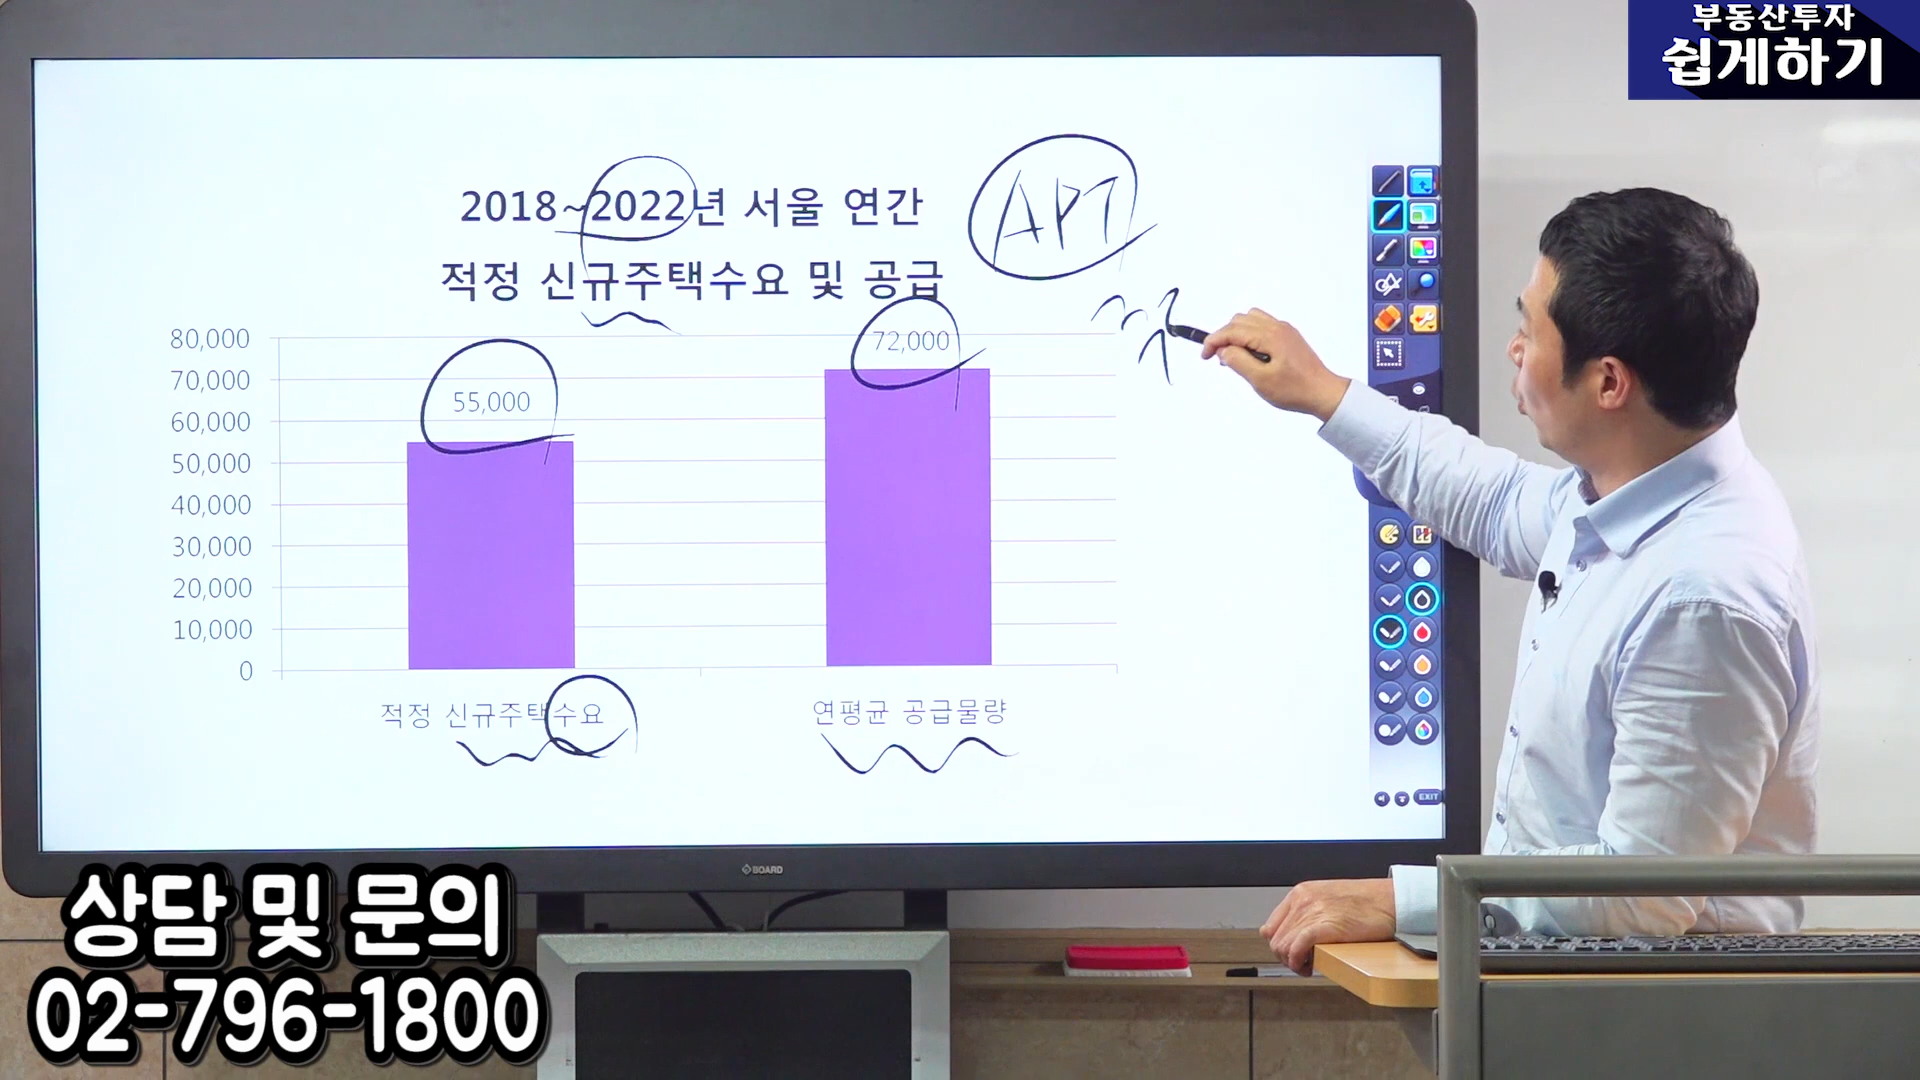 부동산투자
쉽게하기
2018~2022년 서울 연간
적정 신규주택수요 및 공급
APT
80,000
70,000
60,000
50,000
40,000
30,000
20,000
10,000
0
55,000
72,000
적정 신규주택수요
연평균 공급물량
EXIT
BOARD
상담 및 문의
02-796-1800